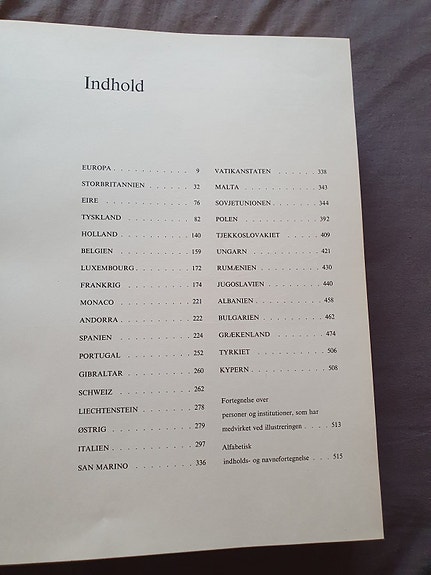 Indhold
EUROPA . . . . . . . . . . . 9
STORBRITANNIEN . . . . . . 32
EIRE . . . . . . . . . . . . 76
TYSKLAND . . . . . . . . . 82
HOLLAND . . . . . . . . . 140
BELGIEN . . . . . . . . . 159
LUXEMBOURG . . . . . . . 172
FRANKRIG . . . . . . . . . 174
MONACO . . . . . . . . . 221
ANDORRA . . . . . . . . . 222
SPANIEN . . . . . . . . . 224
PORTUGAL . . . . . . . . . 252
GIBRALTAR . . . . . . . . 260
SCHWEIZ . . . . . . . . . 262
LIECHTENSTEIN . . . . . . 278
ØSTRIG . . . . . . . . . . 279
ITALIEN . . . . . . . . . 297
SAN MARINO . . . . . . . . 336
VATIKANSTATEN . . . . . . 338
MALTA . . . . . . . . . . 343
SOVJETUNIONEN . . . . . . 344
POLEN . . . . . . . . . . 392
TJEKKOSLOVAKIET . . . . . 409
UNGARN . . . . . . . . . 421
RUMÆNIEN . . . . . . . . 430
JUGOSLAVIEN . . . . . . . 440
ALBANIEN . . . . . . . . . 458
BULGARIEN . . . . . . . . 462
GRÆKENLAND . . . . . . . 474
TYRKIET . . . . . . . . . 506
KYPERN . . . . . . . . . . 508
Fortegnelse over
personer og institutioner, som har
medvirket ved illustreringen . . . . 513
Alfabetisk
indholds- og navnefortegnelse . . . 515